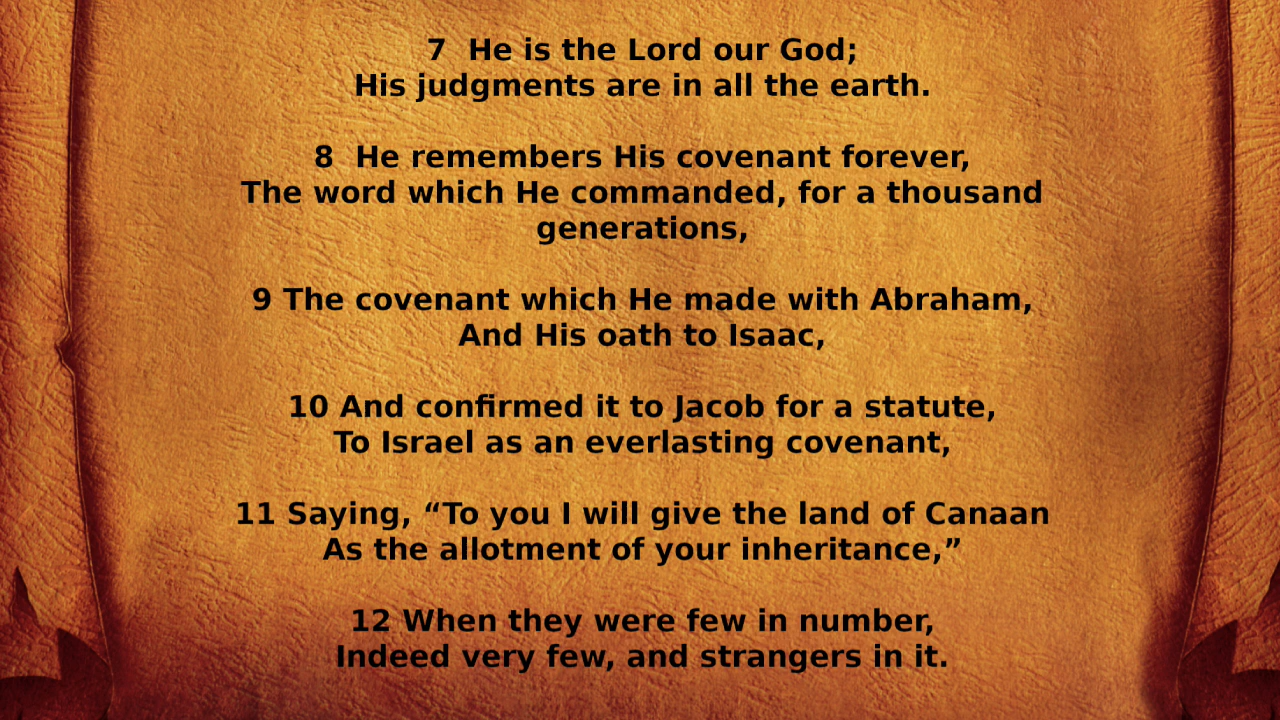 7  He is the Lord our God;
His judgments are in all the earth.
8  He remembers His covenant forever,
The word which He commanded, for a thousand
generations,
9 The covenant which He made with Abraham,
And His oath to Isaac,
10 And confirmed it to Jacob for a statute,
To Israel as an everlasting covenant,
11 Saying, “To you I will give the land of Canaan
As the allotment of your inheritance,”
12 When they were few in number,
Indeed very few, and strangers in it.